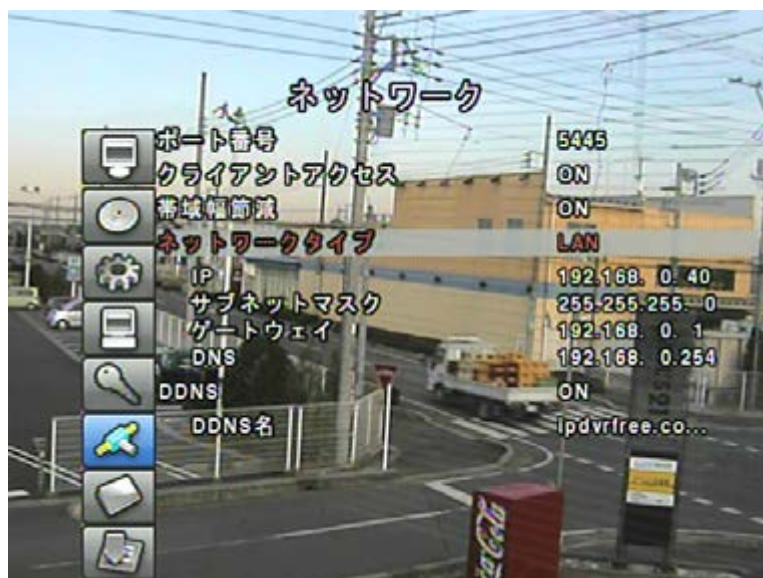 ネットワーク
ポート番号 5445
クライアントアクセス ON
帯域幅節減 ON
ネットワークタイプ LAN
IP 192.168. 0. 40
サブネットマスク 255.255.255. 0
ゲートウェイ 192.168. 0. 1
DNS 192.168. 0.254
DDNS ON
DDNS名 ipdvrfree.co...
Coca-Cola